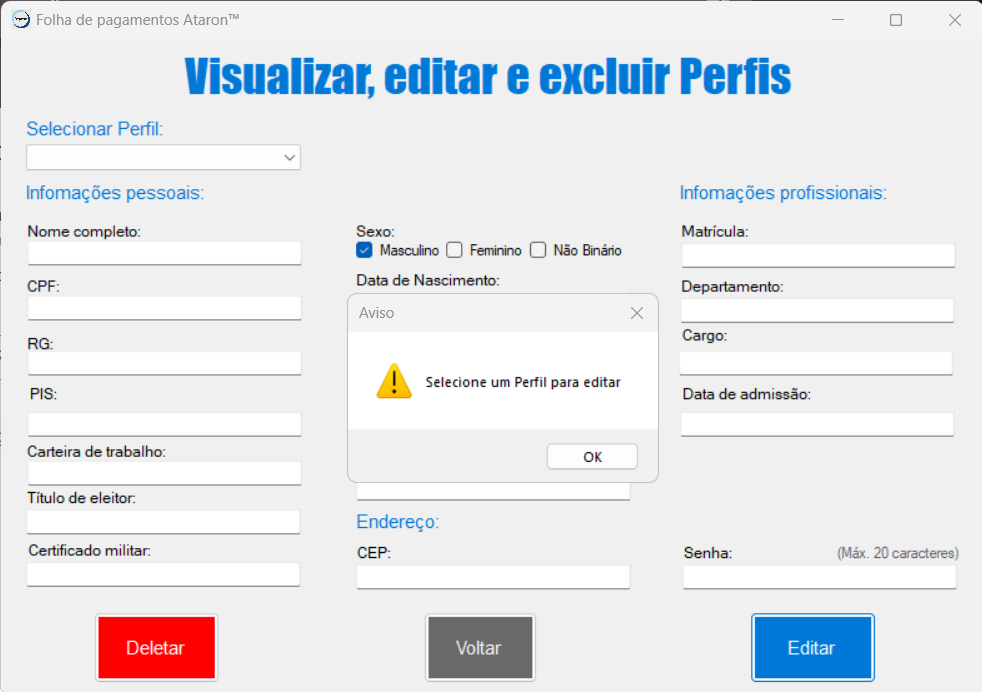 Folha de pagamentos Ataron™
Visualizar, editar e excluir Perfis
Selecionar Perfil:
Infomações pessoais:
Nome completo:
CPF:
RG:
PIS:
Carteira de trabalho:
Título de eleitor:
Certificado militar:
Sexo:
Masculino Feminino Não Binário
Data de Nascimento:
Aviso
Selecione um Perfil para editar
OK
Endereço:
CEP:
Infomações profissionais:
Matrícula:
Departamento:
Cargo:
Data de admissão:
Senha: (Máx. 20 caracteres)
Deletar
Voltar
Editar